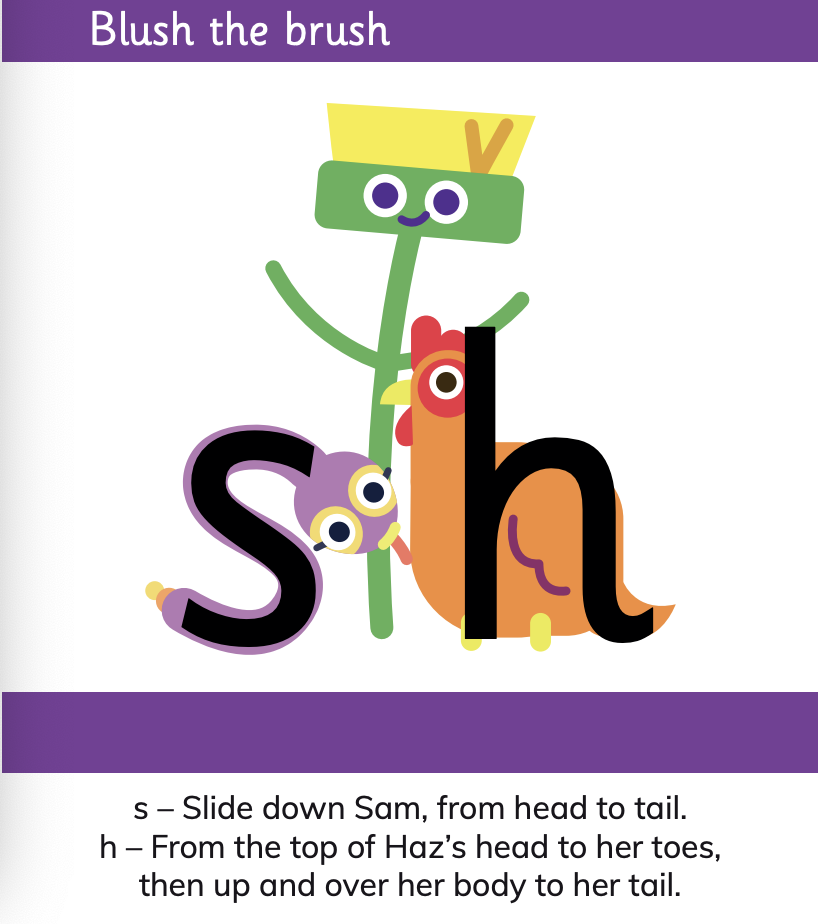 Blush the brush
sh
s – Slide down Sam, from head to tail.
h – From the top of Haz’s head to her toes,
then up and over her body to her tail.